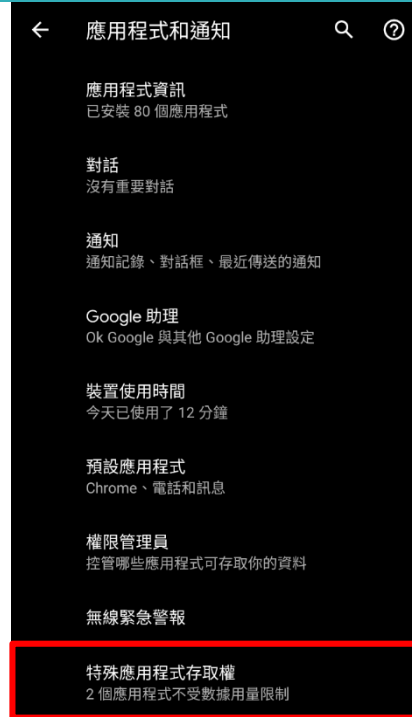 應用程式和通知
應用程式資訊
已安裝 80 個應用程式
對話
沒有重要對話
通知
通知記錄、對話框、最近傳送的通知
Google 助理
Ok Google 與其他 Google 助理設定
裝置使用時間
今天已使用了 12 分鐘
預設應用程式
Chrome、電話和訊息
權限管理員
控管哪些應用程式可存取你的資料
無線緊急警報
特殊應用程式存取權
2 個應用程式不受數據用量限制